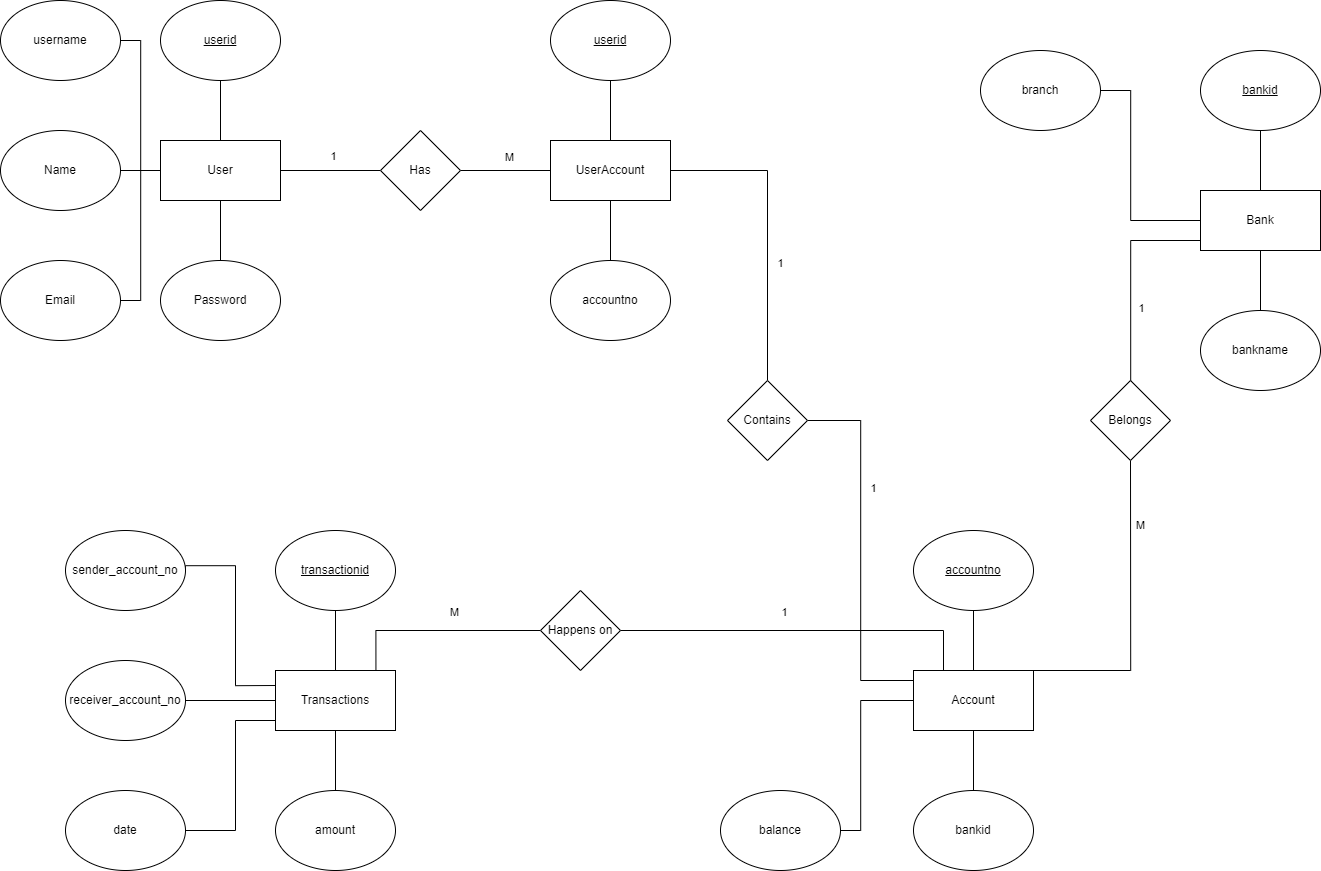 username
userid
userid
branch
bankid
Name
User
1
Has
M
UserAccount
Bank
1
Email
Password
accountno
1
bankname
Contains
Belongs
1
M
sender_account_no
transactionid
accountno
M
Happens on
1
receiver_account_no
Transactions
Account
date
amount
balance
bankid